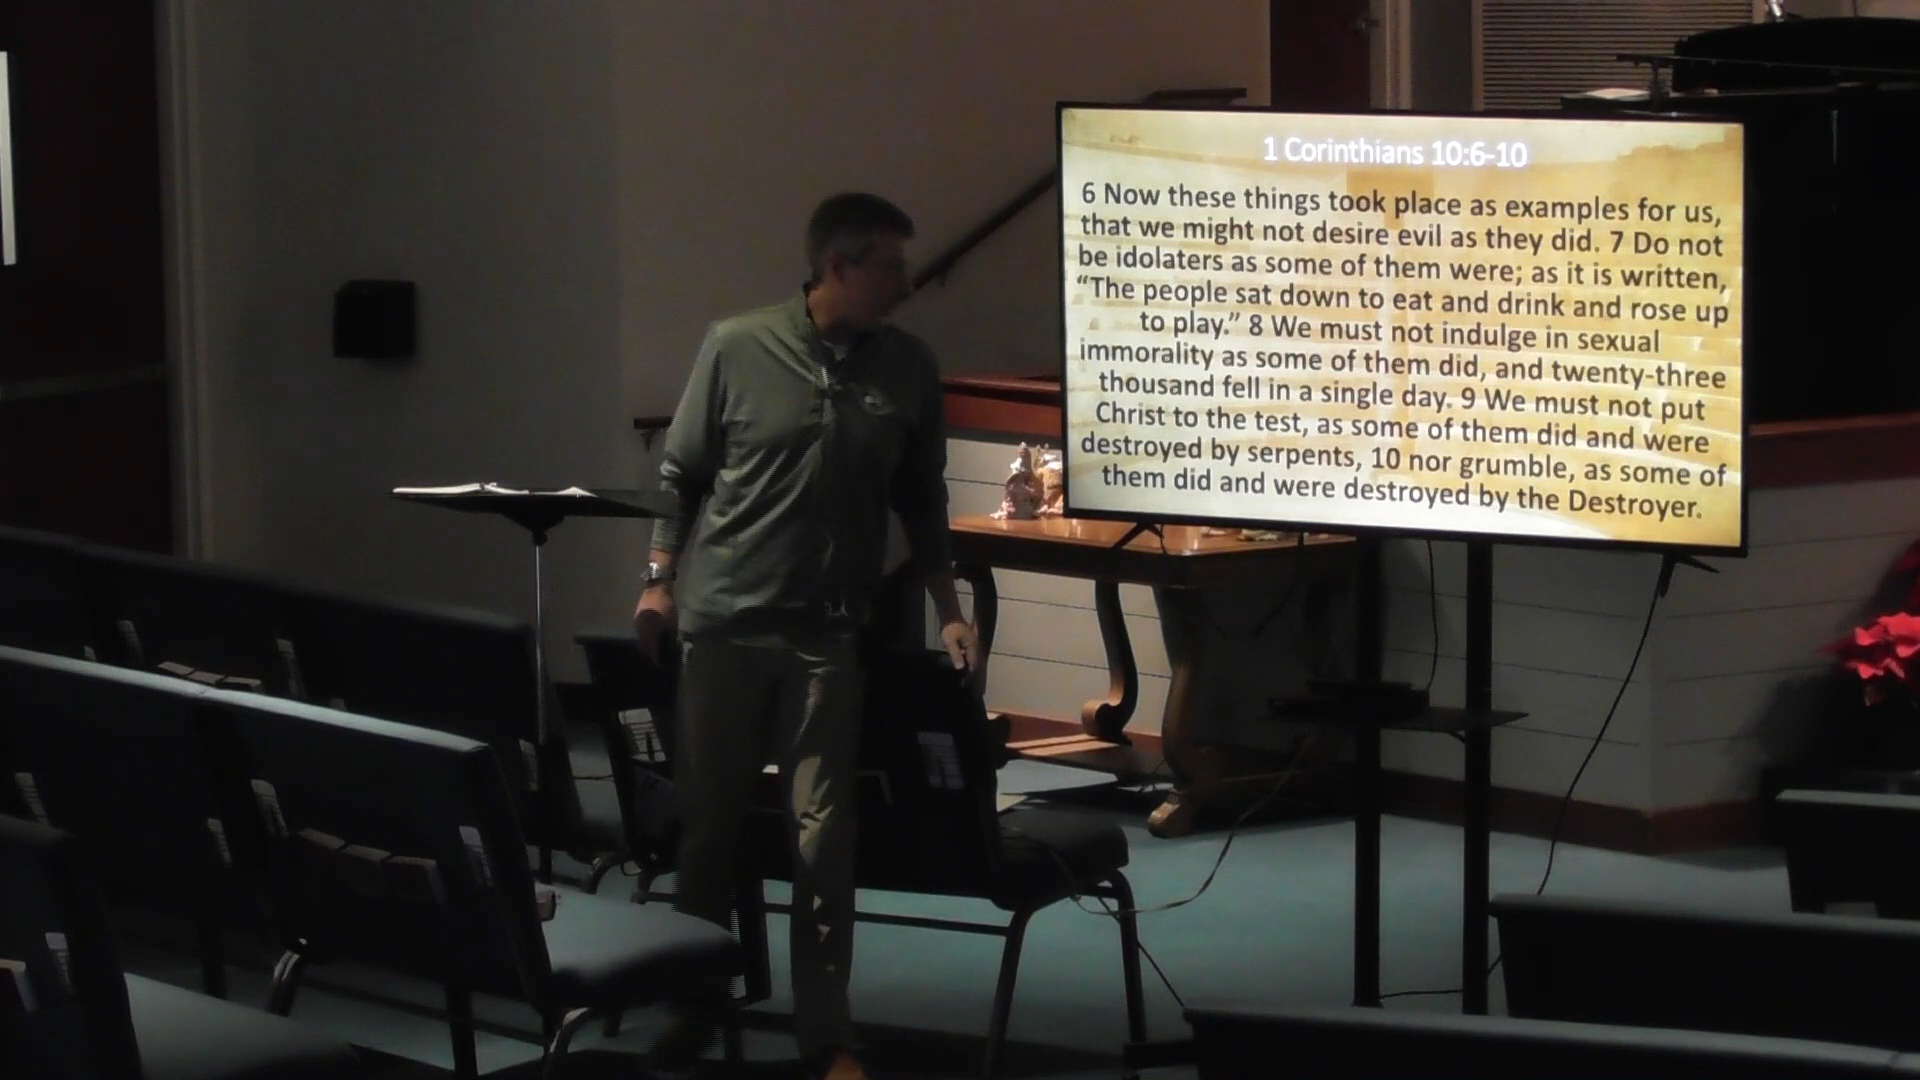 1 Corinthians 10:6-10
6 Now these things took place as examples for us,
that we might not desire evil as they did. 7 Do not
be idolaters as some of them were; as it is written,
“The people sat down to eat and drink and rose up
to play.” 8 We must not indulge in sexual
immorality as some of them did, and twenty-three
thousand fell in a single day. 9 We must not put
Christ to the test, as some of them did and were
destroyed by serpents, 10 nor grumble, as some of
them did and were destroyed by the Destroyer.